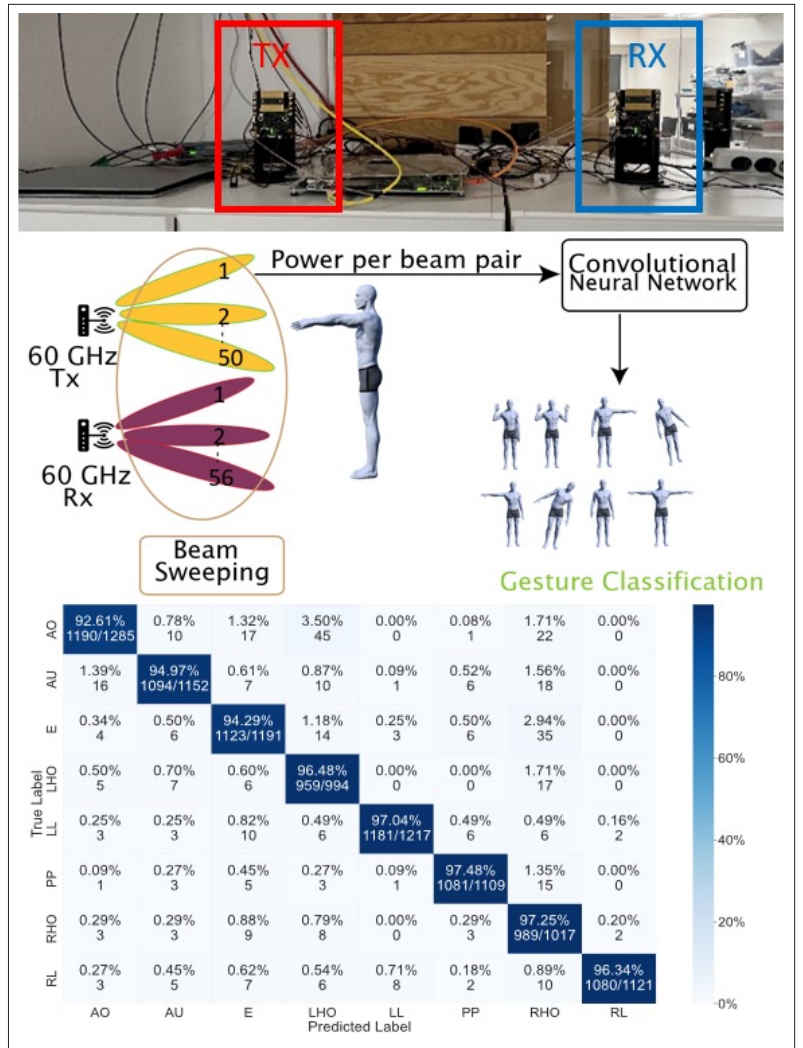 TX
RX
Power per beam pair
Convolutional
Neural Network
1
2
50
60 GHz
Tx
1
2
56
60 GHz
Rx
Beam
Sweeping
Gesture Classification
AO
92.61% 0.78% 1.32% 3.50% 0.00% 0.08% 1.71% 0.00%
1190/1285 10 17 45 0 1 22 0
AU
1.39% 94.97% 0.61% 0.87% 0.09% 0.52% 1.56% 0.00%
16 1094/1152 7 10 1 6 18 0
E
0.34% 0.50% 94.29% 1.18% 0.25% 0.50% 2.94% 0.00%
4 6 1123/1191 14 3 6 35 0
True Label
LHO
0.50% 0.70% 0.60% 96.48% 0.00% 0.00% 1.71% 0.00%
5 7 6 959/994 0 0 17 0
LL
0.25% 0.25% 0.82% 0.49% 97.04% 0.49% 0.49% 0.16%
3 3 10 6 1181/1217 6 6 2
PP
0.09% 0.27% 0.45% 0.27% 0.09% 97.48% 1.35% 0.00%
1 3 5 3 1 1081/1109 15 0
RHO
0.29% 0.29% 0.88% 0.79% 0.00% 0.29% 97.25% 0.20%
3 3 9 8 0 3 989/1017 2
RL
0.27% 0.45% 0.62% 0.54% 0.71% 0.18% 0.89% 96.34%
3 5 7 6 8 2 10 1080/1121
AO AU E LHO LL PP RHO RL
Predicted Label
80%
60%
40%
20%
0%